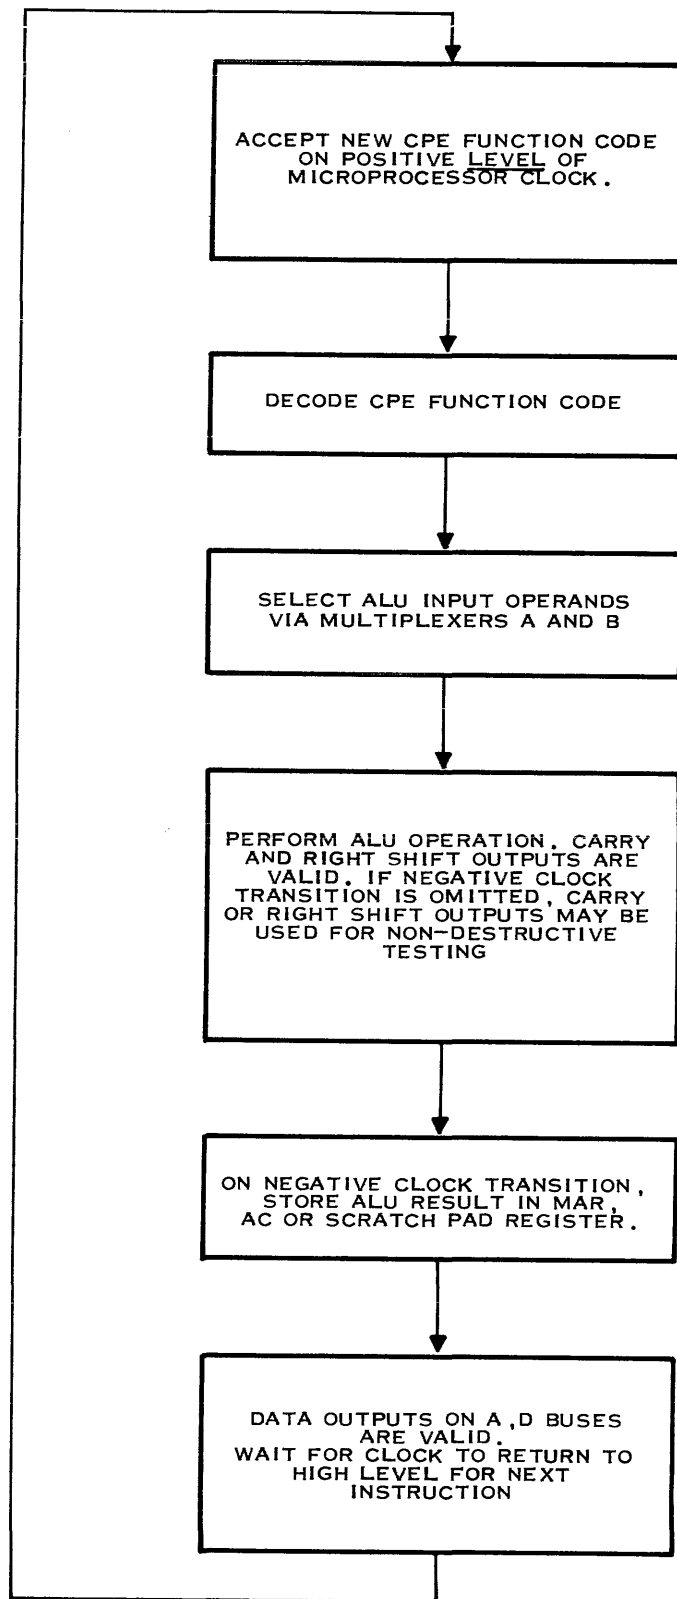 ACCEPT NEW CPE FUNCTION CODE
ON POSITIVE LEVEL OF
MICROPROCESSOR CLOCK.
DECODE CPE FUNCTION CODE
SELECT ALU INPUT OPERANDS
VIA MULTIPLEXERS A AND B
PERFORM ALU OPERATION. CARRY
AND RIGHT SHIFT OUTPUTS ARE
VALID. IF NEGATIVE CLOCK
TRANSITION IS OMITTED, CARRY
OR RIGHT SHIFT OUTPUTS MAY BE
USED FOR NON-DESTRUCTIVE
TESTING
ON NEGATIVE CLOCK TRANSITION,
STORE ALU RESULT IN MAR,
AC OR SCRATCH PAD REGISTER.
DATA OUTPUTS ON A,D BUSES
ARE VALID.
WAIT FOR CLOCK TO RETURN TO
HIGH LEVEL FOR NEXT
INSTRUCTION